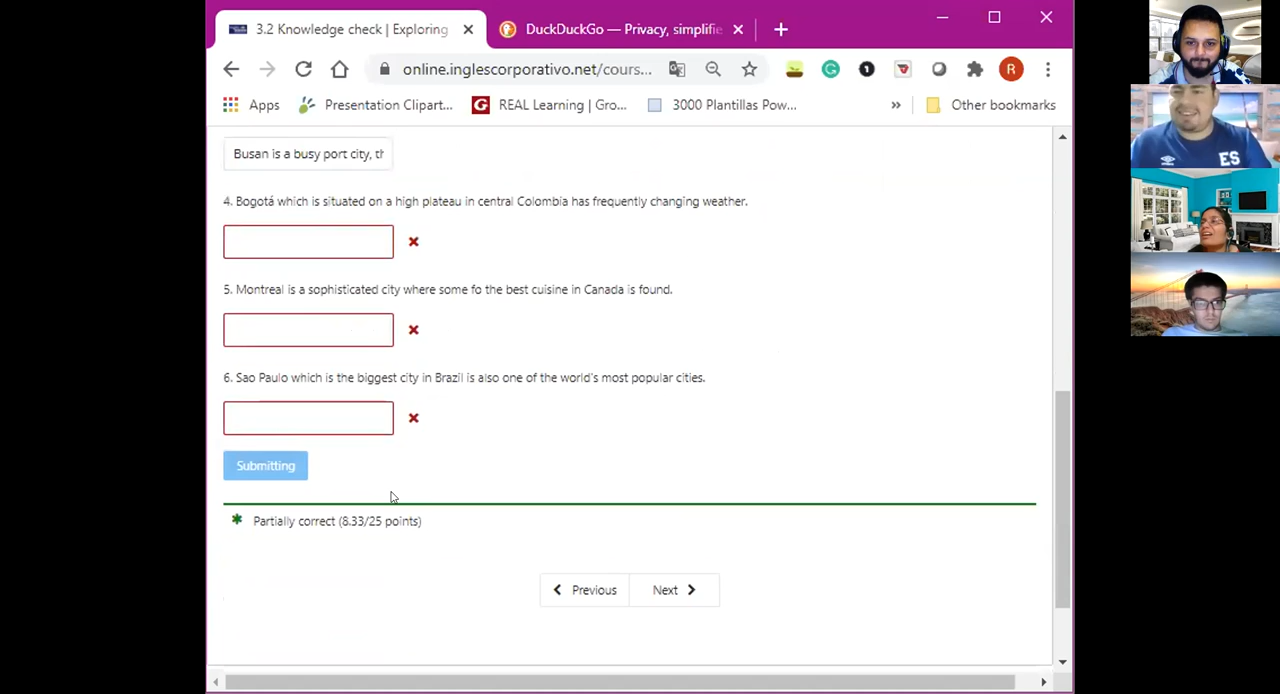 3.2 Knowledge check | Exploring
DuckDuckGo — Privacy, simplifie
online.inglescorporativo.net/cours...
R
Apps
Presentation Clipart...
G
REAL Learning | Gro...
3000 Plantillas Pow...
»
Other bookmarks
Busan is a busy port city, th
4. Bogotá which is situated on a high plateau in central Colombia has frequently changing weather.
5. Montreal is a sophisticated city where some fo the best cuisine in Canada is found.
6. Sao Paulo which is the biggest city in Brazil is also one of the world's most popular cities.
Submitting
Partially correct (8.33/25 points)
Previous
Next
ES